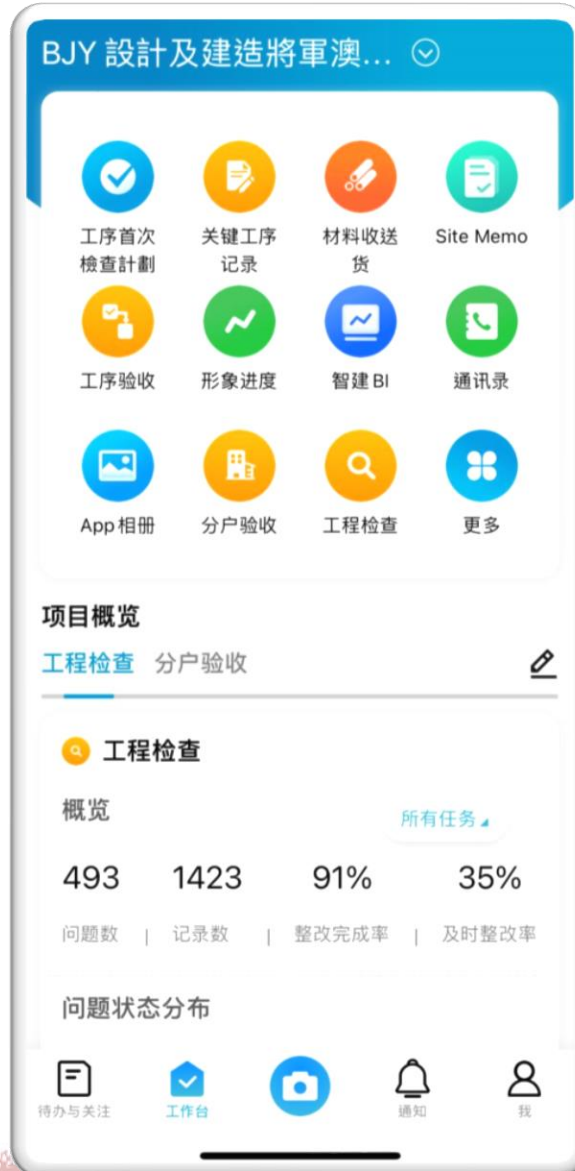 BJY 設計及建造將軍澳...
工序首次
檢查計劃
关键工序
记录
材料收送
货
Site Memo
工序验收
形象进度
智建 BI
通讯录
App相册
分户验收
工程检查
更多
项目概览
工程检查 分户验收
工程检查
概览
所有任务
493 1423 91% 35%
问题数 | 记录数 | 整改完成率 | 及时整改率
问题状态分布
待办与关注 工作台 通知 我